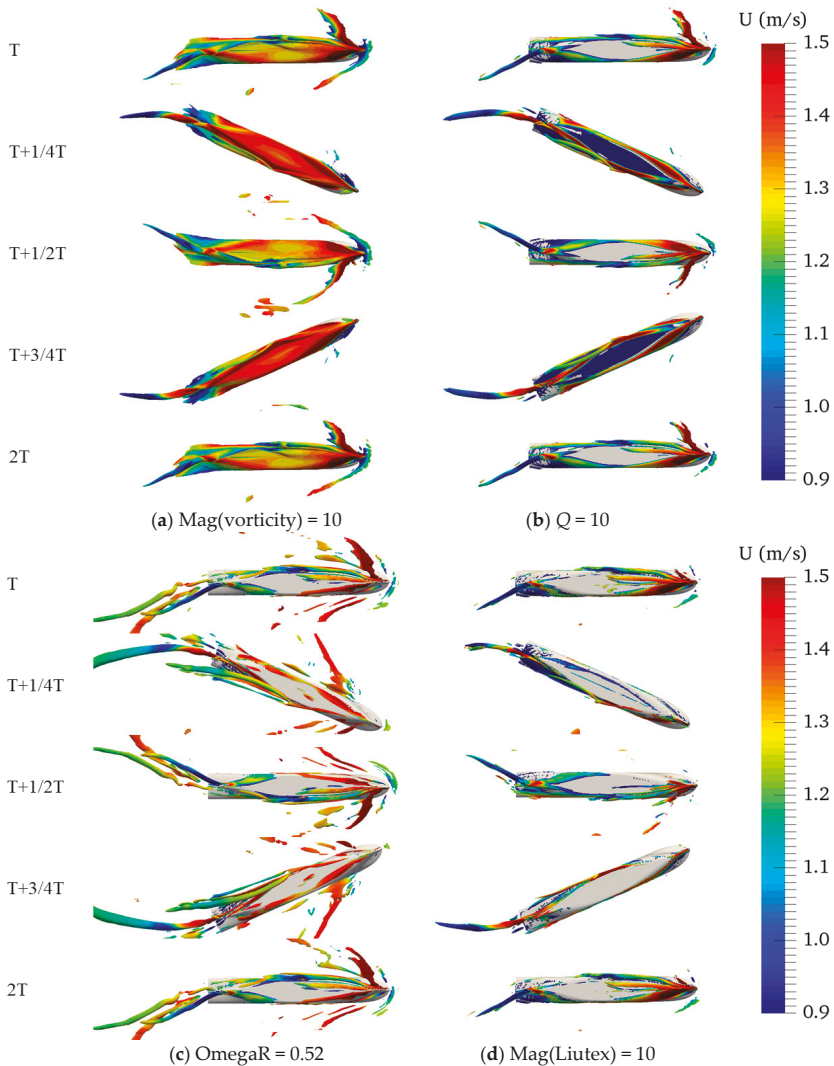 U (m/s)
T
1.5
T+1/4T
1.4
1.3
T+1/2T
1.2
1.1
T+3/4T
1.0
2T
0.9
(a) Mag(vorticity) = 10
(b) Q = 10
U (m/s)
T
1.5
T+1/4T
1.4
1.3
T+1/2T
1.2
1.1
T+3/4T
1.0
2T
0.9
(c) OmegaR = 0.52
(d) Mag(Liutex) = 10